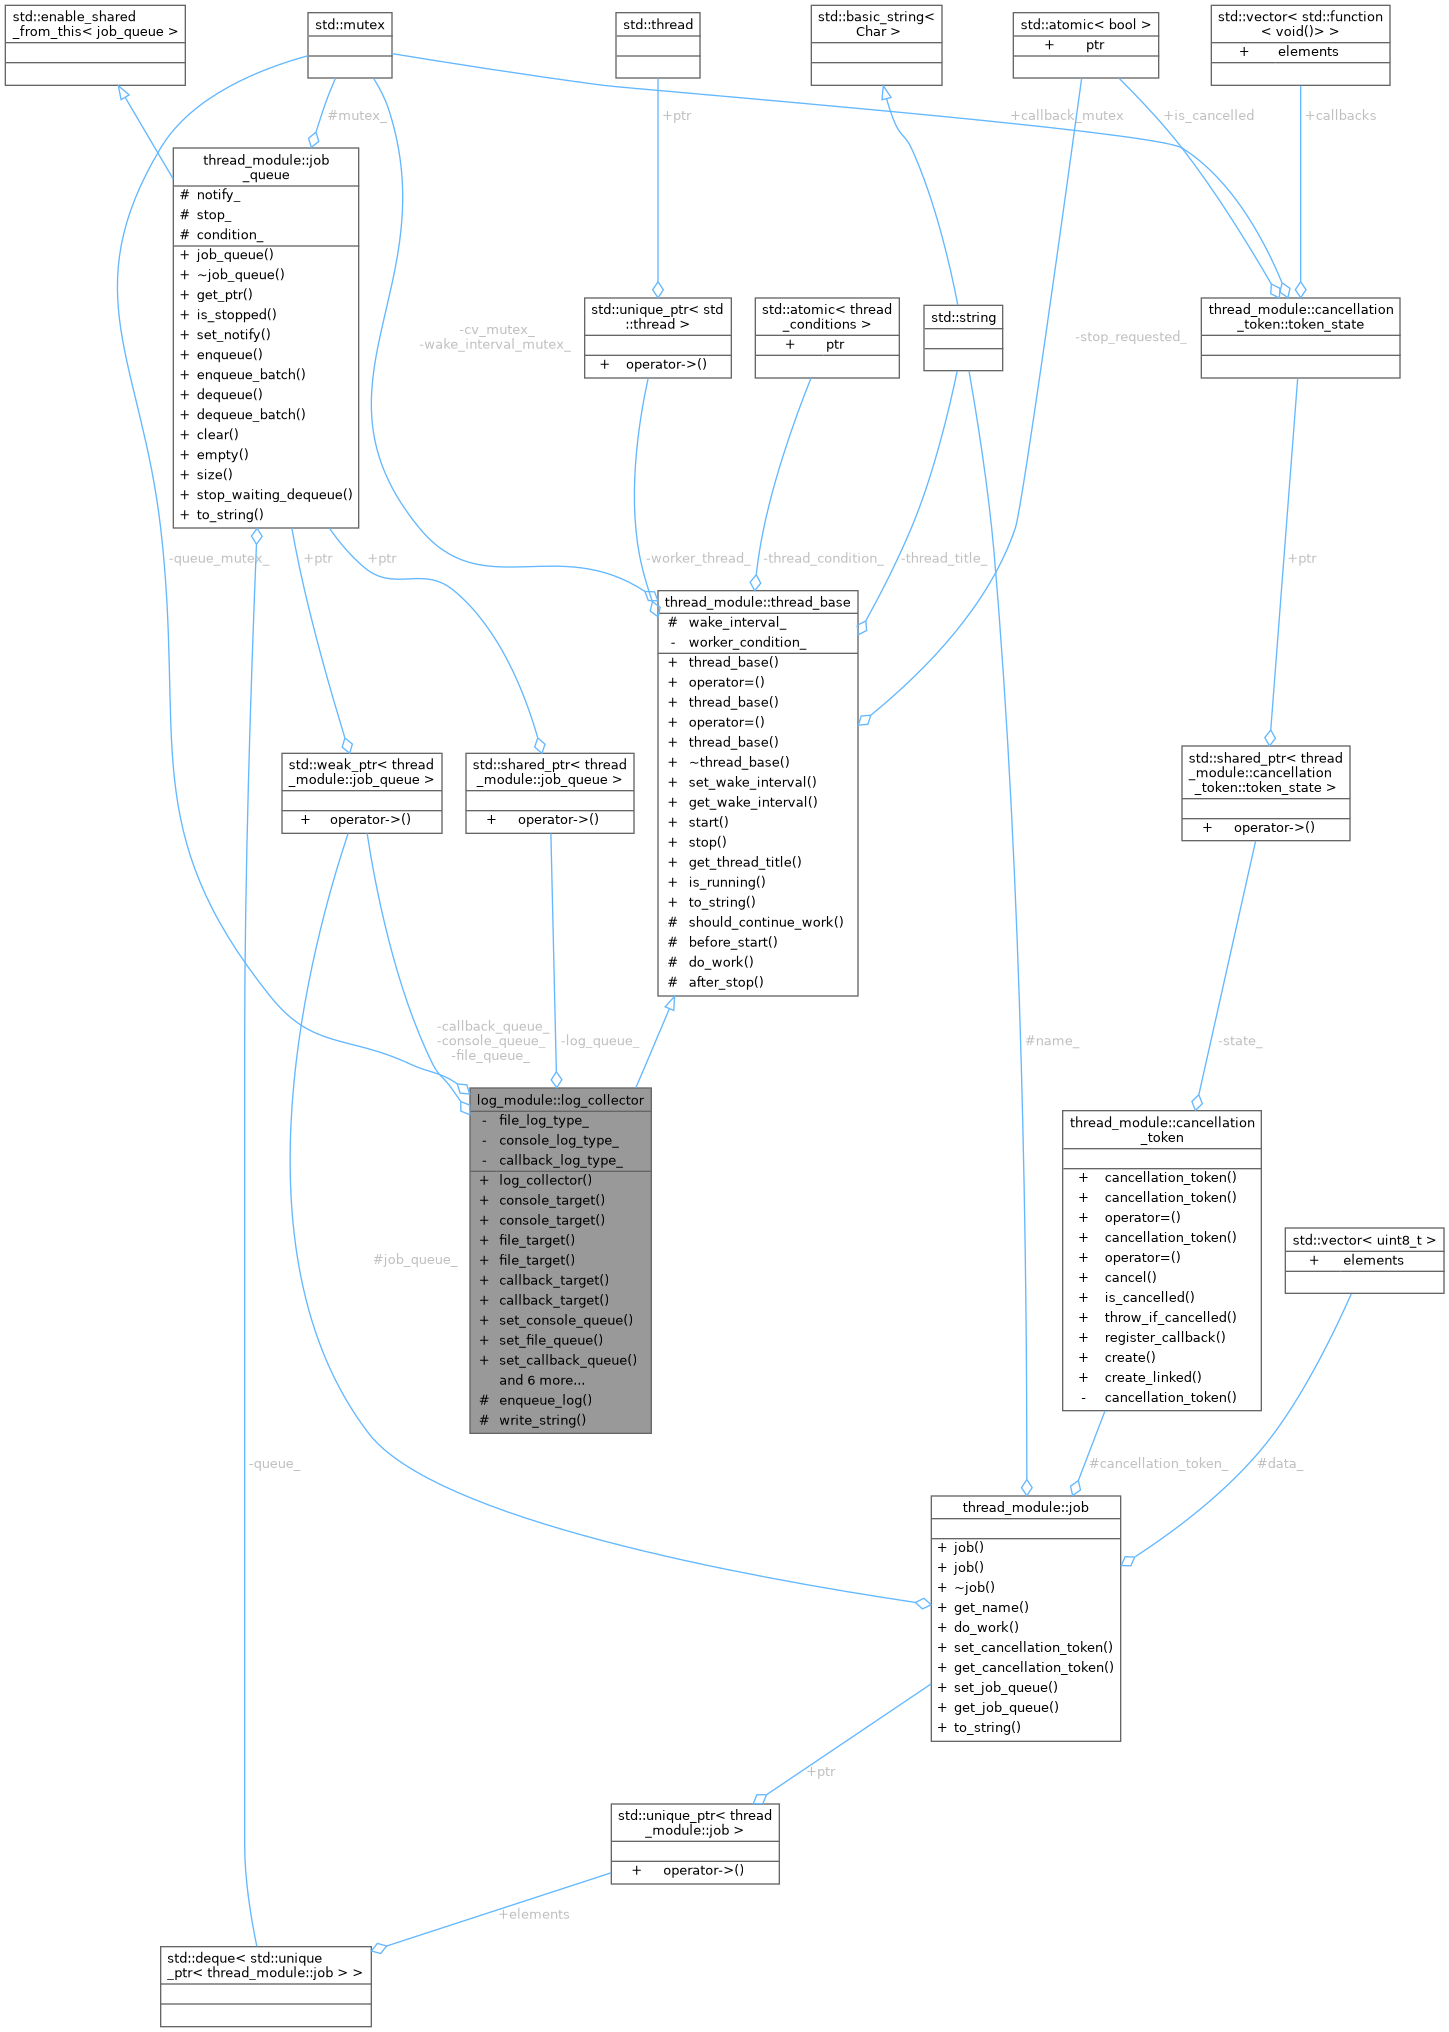 std::enable_shared
_from_this< job_queue >
std::mutex
std::thread
std::basic_string<
Char >
std::atomic< bool >
+ ptr
std::vector< std::function
< void()> >
+ elements
#mutex_
+ptr
+callback_mutex
+is_cancelled
+callbacks
thread_module::job
_queue
# notify_
# stop_
# condition_
+ job_queue()
+ ~job_queue()
+ get_ptr()
+ is_stopped()
+ set_notify()
+ enqueue()
+ enqueue_batch()
+ dequeue()
+ dequeue_batch()
+ clear()
+ empty()
+ size()
+ stop_waiting_dequeue()
+ to_string()
-cv_mutex_
-wake_interval_mutex_
std::unique_ptr< std
::thread >
+ operator->()
std::atomic< thread
_conditions >
+ ptr
std::string
-stop_requested_
thread_module::cancellation
_token::token_state
-queue_mutex_
+ptr
+ptr
-worker_thread_
-thread_condition_
-thread_title_
+ptr
thread_module::thread_base
# wake_interval_
- worker_condition_
+ thread_base()
+ operator=()
+ thread_base()
+ operator=()
+ thread_base()
+ ~thread_base()
+ set_wake_interval()
+ get_wake_interval()
+ start()
+ stop()
+ get_thread_title()
+ is_running()
+ to_string()
# should_continue_work()
# before_start()
# do_work()
# after_stop()
std::weak_ptr< thread
_module::job_queue >
+ operator->()
std::shared_ptr< thread
_module::job_queue >
+ operator->()
std::shared_ptr< thread
_module::cancellation
_token::token_state >
+ operator->()
-callback_queue_
-console_queue_
-file_queue_
-log_queue_
#name_
-state_
log_module::log_collector
- file_log_type_
- console_log_type_
- callback_log_type_
+ log_collector()
+ console_target()
+ console_target()
+ file_target()
+ file_target()
+ callback_target()
+ callback_target()
+ set_console_queue()
+ set_file_queue()
+ set_callback_queue()
and 6 more...
# enqueue_log()
# write_string()
thread_module::cancellation
_token
+ cancellation_token()
+ cancellation_token()
+ operator=()
+ cancellation_token()
+ operator=()
+ cancel()
+ is_cancelled()
+ throw_if_cancelled()
+ register_callback()
+ create()
+ create_linked()
- cancellation_token()
std::vector< uint8_t >
+ elements
#job_queue_
-queue_
#cancellation_token_
#data_
thread_module::job
+ job()
+ job()
+ ~job()
+ get_name()
+ do_work()
+ set_cancellation_token()
+ get_cancellation_token()
+ set_job_queue()
+ get_job_queue()
+ to_string()
+ptr
std::unique_ptr< thread
_module::job >
+ operator->()
+elements
std::deque< std::unique
_ptr< thread_module::job > >